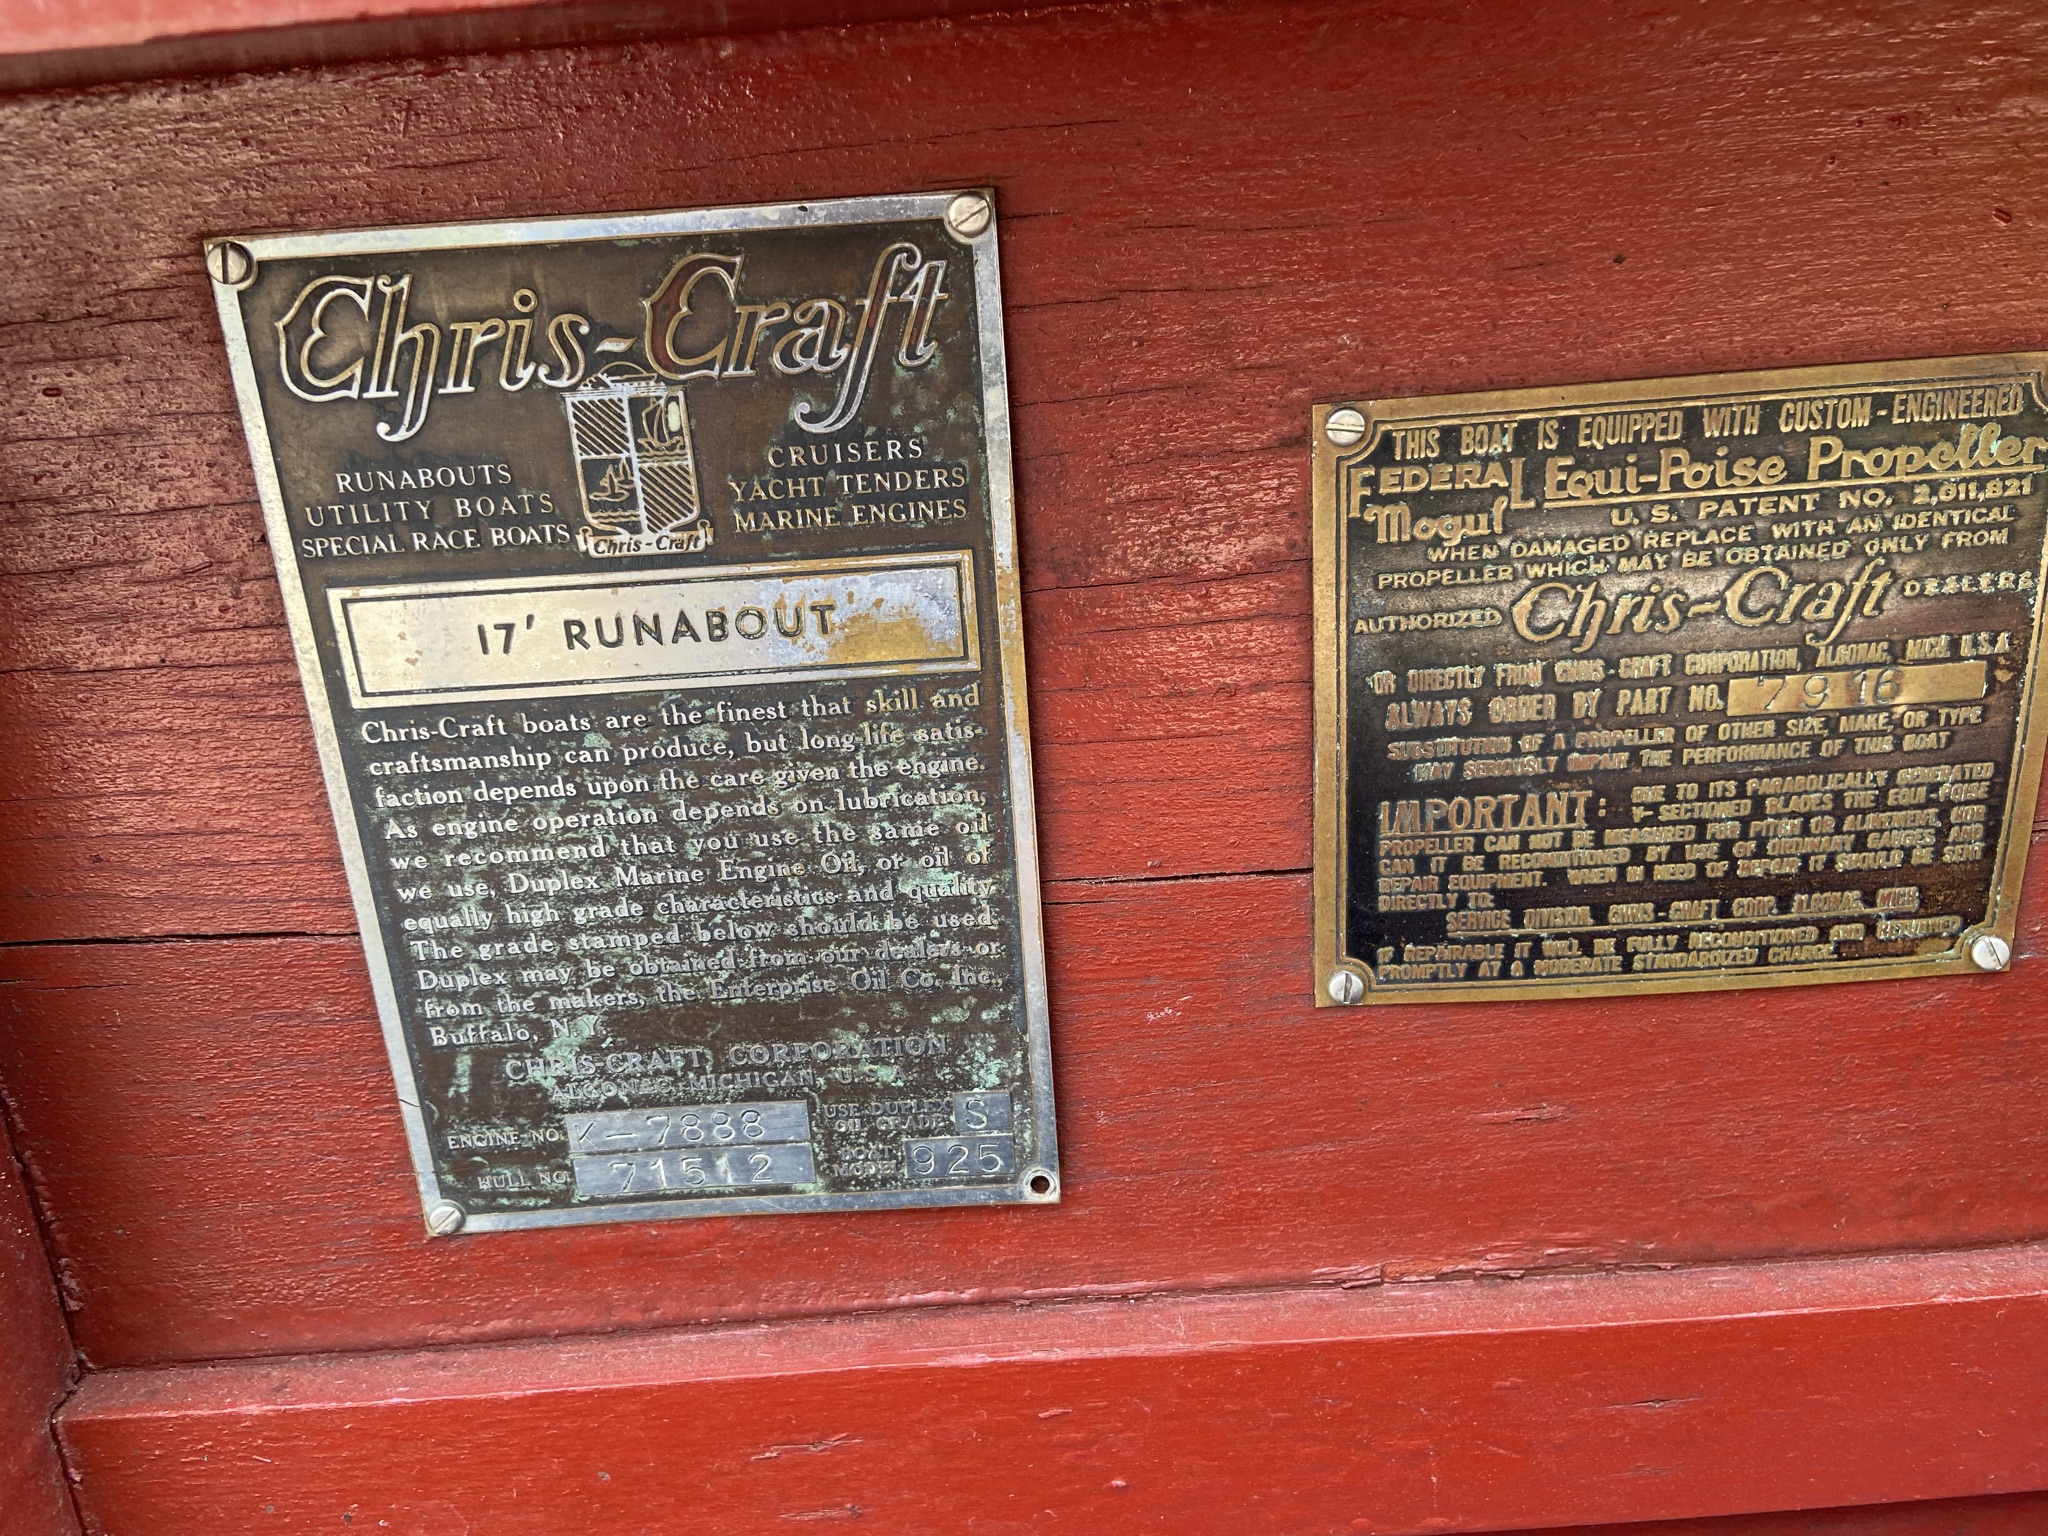 Chris-Craft
RUNABOUTS
UTILITY BOATS
SPECIAL RACE BOATS
CRUISERS
YACHT TENDERS
MARINE ENGINES
Chris-Craft
17' RUNABOUT
Chris-Craft boats are the finest that skill and
craftsmanship can produce, but long life satis-
faction depends upon the care given the engine.
As engine operation depends on lubrication,
we recommend that you use the same oil
we use, Duplex Marine Engine Oil, or oil of
equally high grade characteristics and quality.
The grade stamped below should be used.
Duplex may be obtained from our dealers or
from the makers, the Enterprise Oil Co. Inc.,
Buffalo, N.Y.
CHRIS-CRAFT CORPORATION
ALGONAC, MICHIGAN, U.S.A.
ENGINE NO. K-7888
USE DUPLEX
OIL GRADE S
HULL NO. 71512
BOAT
MODEL 925
THIS BOAT IS EQUIPPED WITH CUSTOM-ENGINEERED
FEDERAL Equi-Poise Propeller
Mogul
U.S. PATENT NO. 2,011,821
WHEN DAMAGED REPLACE WITH AN IDENTICAL
PROPELLER WHICH MAY BE OBTAINED ONLY FROM
AUTHORIZED Chris-Craft DEALERS
OR DIRECTLY FROM CHRIS-CRAFT CORPORATION, ALGONAC, MICH. U.S.A
ALWAYS ORDER BY PART NO. 7916
SUBSTITUTION OF A PROPELLER OF OTHER SIZE, MAKE, OR TYPE
MAY SERIOUSLY IMPAIR THE PERFORMANCE OF THIS BOAT
IMPORTANT: DUE TO ITS PARABOLICALLY GENERATED
V-SECTIONED BLADES THE EQUI-POISE
PROPELLER CAN NOT BE MEASURED FOR PITCH OR ALINEMENT, NOR
CAN IT BE RECONDITIONED BY USE OF ORDINARY GAUGES AND
REPAIR EQUIPMENT. WHEN IN NEED OF REPAIR IT SHOULD BE SENT
DIRECTLY TO:
SERVICE DIVISION, CHRIS-CRAFT CORP. ALGONAC, MICH
IF REPAIRABLE IT WILL BE FULLY RECONDITIONED AND RETURNED
PROMPTLY AT A MODERATE STANDARDIZED CHARGE